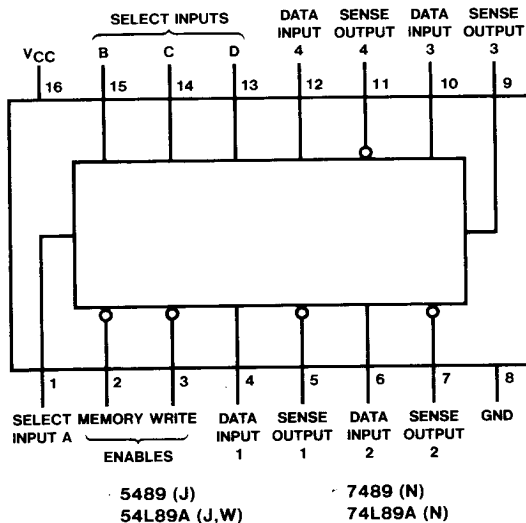 SELECT INPUTS
DATA INPUT 4
SENSE OUTPUT 4
DATA INPUT 3
SENSE OUTPUT 3
VCC B C D
16 15 14 13 12 11 10 9
1 2 3 4 5 6 7 8
SELECT INPUT A
MEMORY WRITE
ENABLES
DATA INPUT 1
SENSE OUTPUT 1
DATA INPUT 2
SENSE OUTPUT 2
GND
5489 (J) 7489 (N)
54L89A (J,W) 74L89A (N)